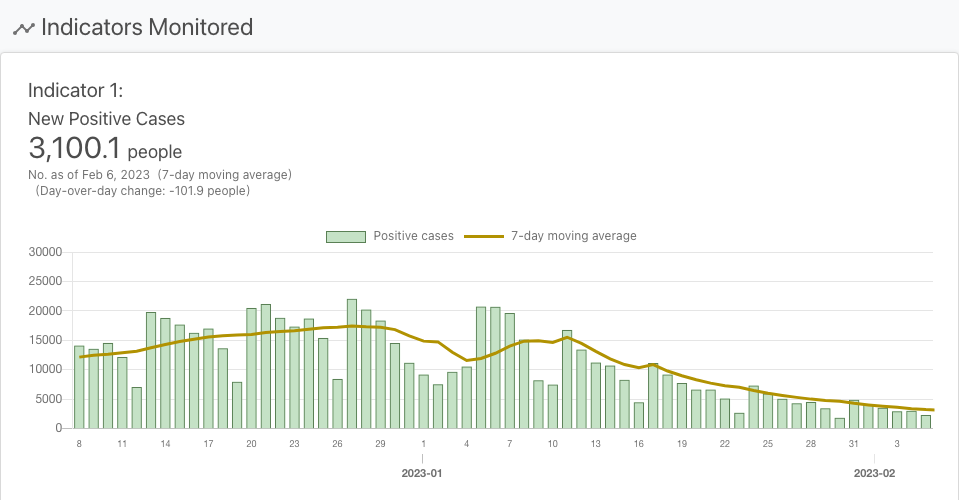 Indicators Monitored
Indicator 1:
New Positive Cases
3,100.1 people
No. as of Feb 6, 2023 (7-day moving average)
(Day-over-day change: -101.9 people)
Positive cases 7-day moving average
30000
25000
20000
15000
10000
5000
0
8 11 14 17 20 23 26 29 1 4 7 10 13 16 19 22 25 28 31 3
2023-01 2023-02